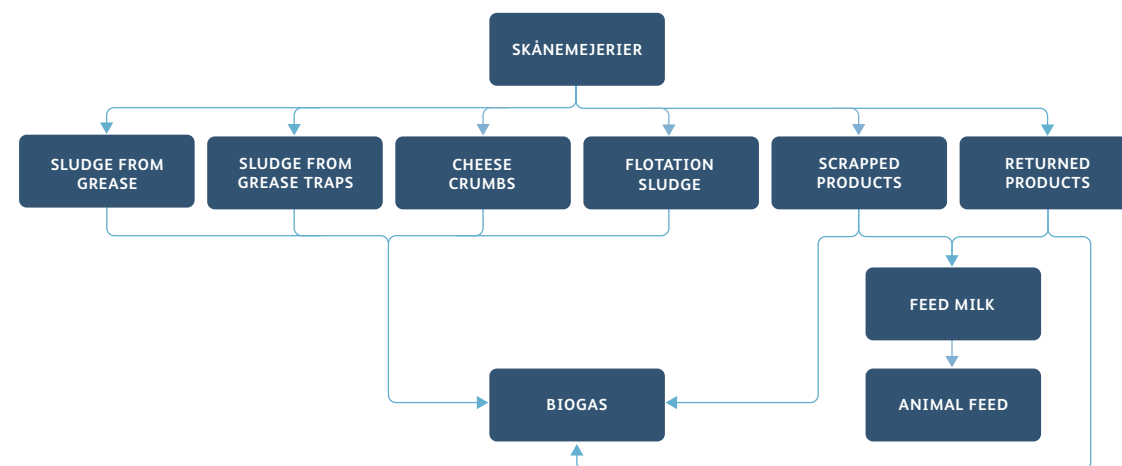 SKÅNEMEJERIER
SLUDGE FROM
GREASE
SLUDGE FROM
GREASE TRAPS
CHEESE
CRUMBS
FLOTATION
SLUDGE
SCRAPPED
PRODUCTS
RETURNED
PRODUCTS
FEED MILK
BIOGAS
ANIMAL FEED